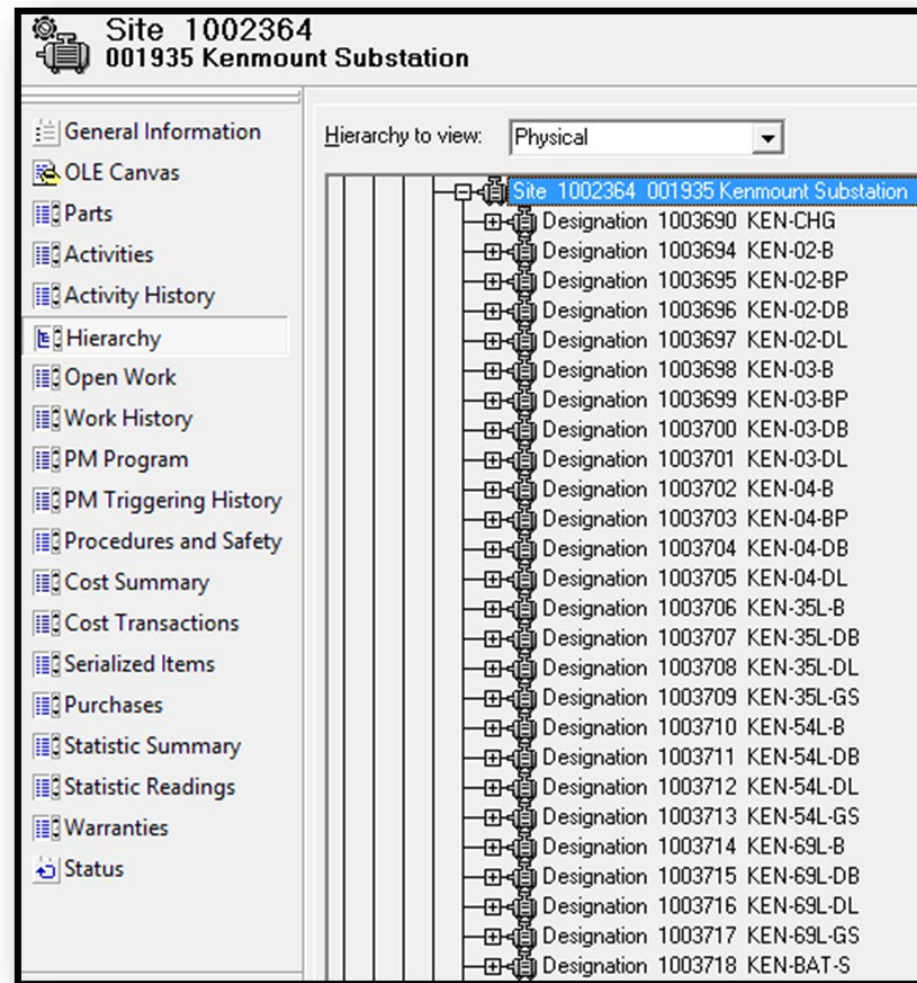 Site 1002364
001935 Kenmount Substation
General Information
OLE Canvas
Parts
Activities
Activity History
Hierarchy
Open Work
Work History
PM Program
PM Triggering History
Procedures and Safety
Cost Summary
Cost Transactions
Serialized Items
Purchases
Statistic Summary
Statistic Readings
Warranties
Status
Hierarchy to view: Physical
Site 1002364 001935 Kenmount Substation
Designation 1003690 KEN-CHG
Designation 1003694 KEN-02-B
Designation 1003695 KEN-02-BP
Designation 1003696 KEN-02-DB
Designation 1003697 KEN-02-DL
Designation 1003698 KEN-03-B
Designation 1003699 KEN-03-BP
Designation 1003700 KEN-03-DB
Designation 1003701 KEN-03-DL
Designation 1003702 KEN-04-B
Designation 1003703 KEN-04-BP
Designation 1003704 KEN-04-DB
Designation 1003705 KEN-04-DL
Designation 1003706 KEN-35L-B
Designation 1003707 KEN-35L-DB
Designation 1003708 KEN-35L-DL
Designation 1003709 KEN-35L-GS
Designation 1003710 KEN-54L-B
Designation 1003711 KEN-54L-DB
Designation 1003712 KEN-54L-DL
Designation 1003713 KEN-54L-GS
Designation 1003714 KEN-69L-B
Designation 1003715 KEN-69L-DB
Designation 1003716 KEN-69L-DL
Designation 1003717 KEN-69L-GS
Designation 1003718 KEN-BAT-S